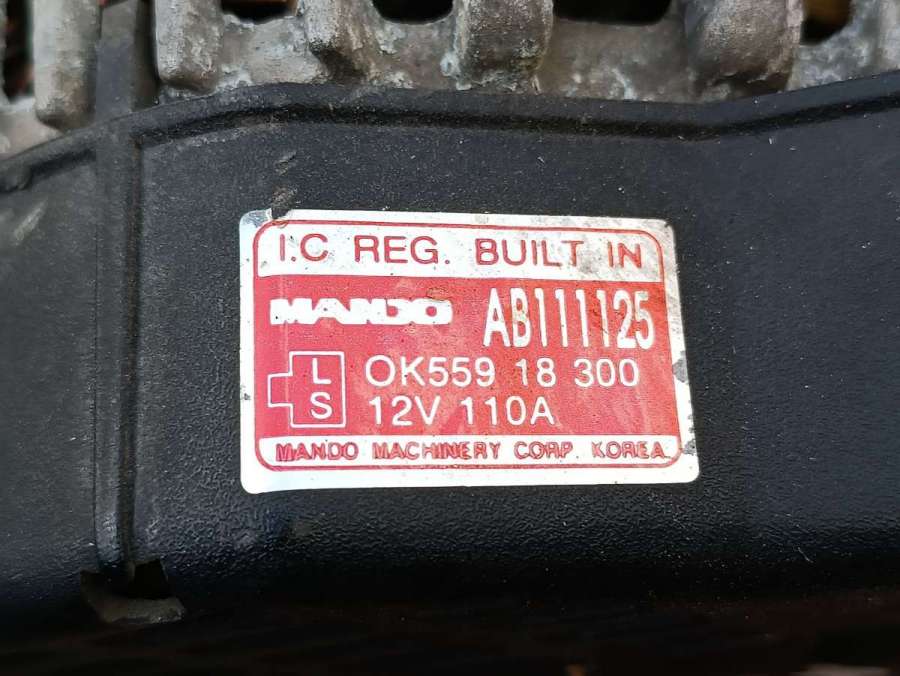 I.C REG. BUILT IN
MANDO AB111125
L OK559 18 300
S 12V 110A
MANDO MACHINERY CORP. KOREA